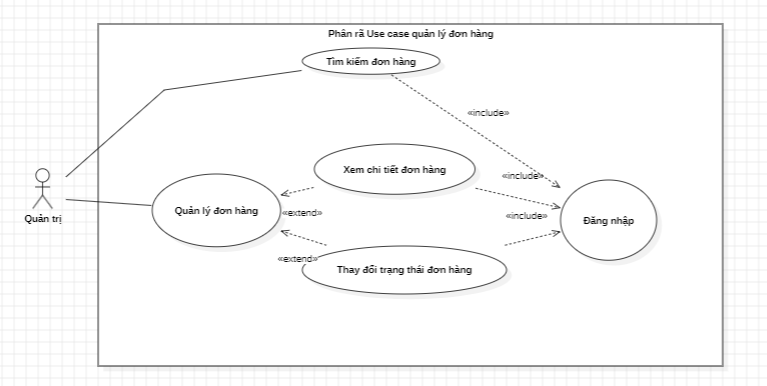 Phân rã Use case quản lý đơn hàng
Tìm kiếm đơn hàng
«include»
Xem chi tiết đơn hàng
«include»
Quản lý đơn hàng
«extend»
«include»
Đăng nhập
Quản trị
«extend»
Thay đổi trạng thái đơn hàng